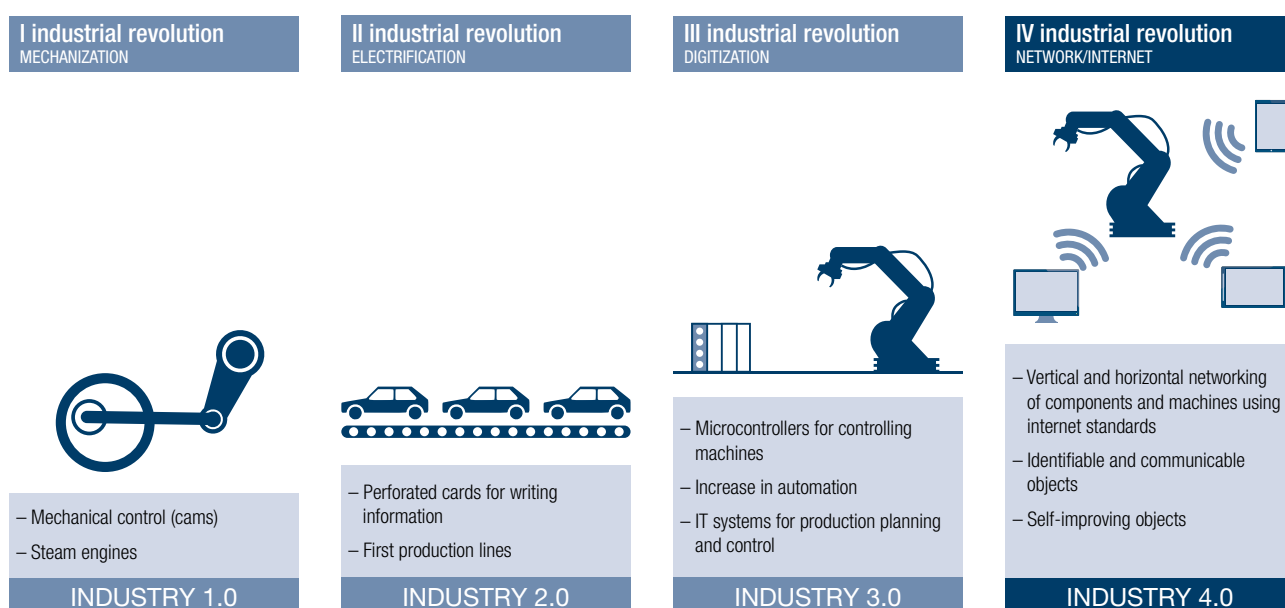 I industrial revolution
MECHANIZATION
– Mechanical control (cams)
– Steam engines
INDUSTRY 1.0
II industrial revolution
ELECTRIFICATION
– Perforated cards for writing
information
– First production lines
INDUSTRY 2.0
III industrial revolution
DIGITIZATION
– Microcontrollers for controlling
machines
– Increase in automation
– IT systems for production planning
and control
INDUSTRY 3.0
IV industrial revolution
NETWORK/INTERNET
– Vertical and horizontal networking
of components and machines using
internet standards
– Identifiable and communicable
objects
– Self-improving objects
INDUSTRY 4.0